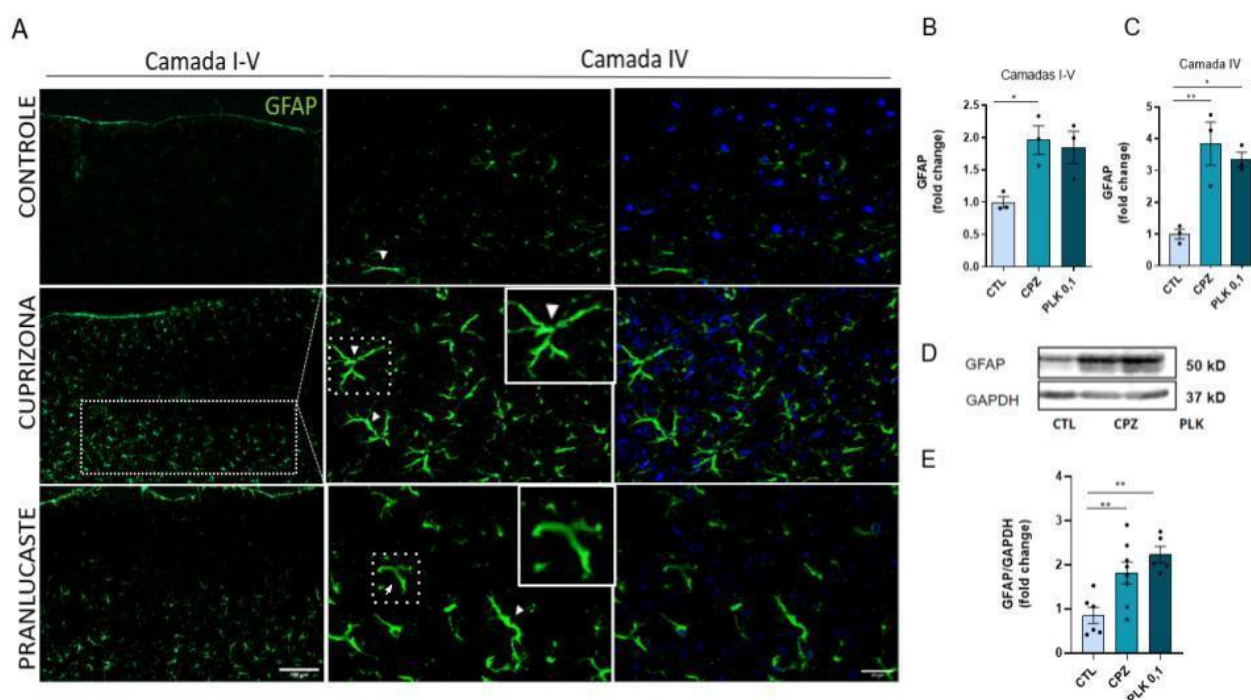 A
Camada I-V
Camada IV
GFAP
CONTROLE
CUPRIZONA
PRANLUCASTE
B
Camadas I-V
*
GFAP
(fold change)
2.5
2.0
1.5
1.0
0.5
0.0
CTL
CPZ
PLK 0,1
C
Camada IV
*
**
GFAP
(fold change)
5
4
3
2
1
0
CTL
CPZ
PLK 0,1
D
GFAP
50 kD
GAPDH
37 kD
CTL CPZ PLK
E
**
**
GFAP/GAPDH
(fold change)
4
3
2
1
0
CTL
CPZ
PLK 0,1